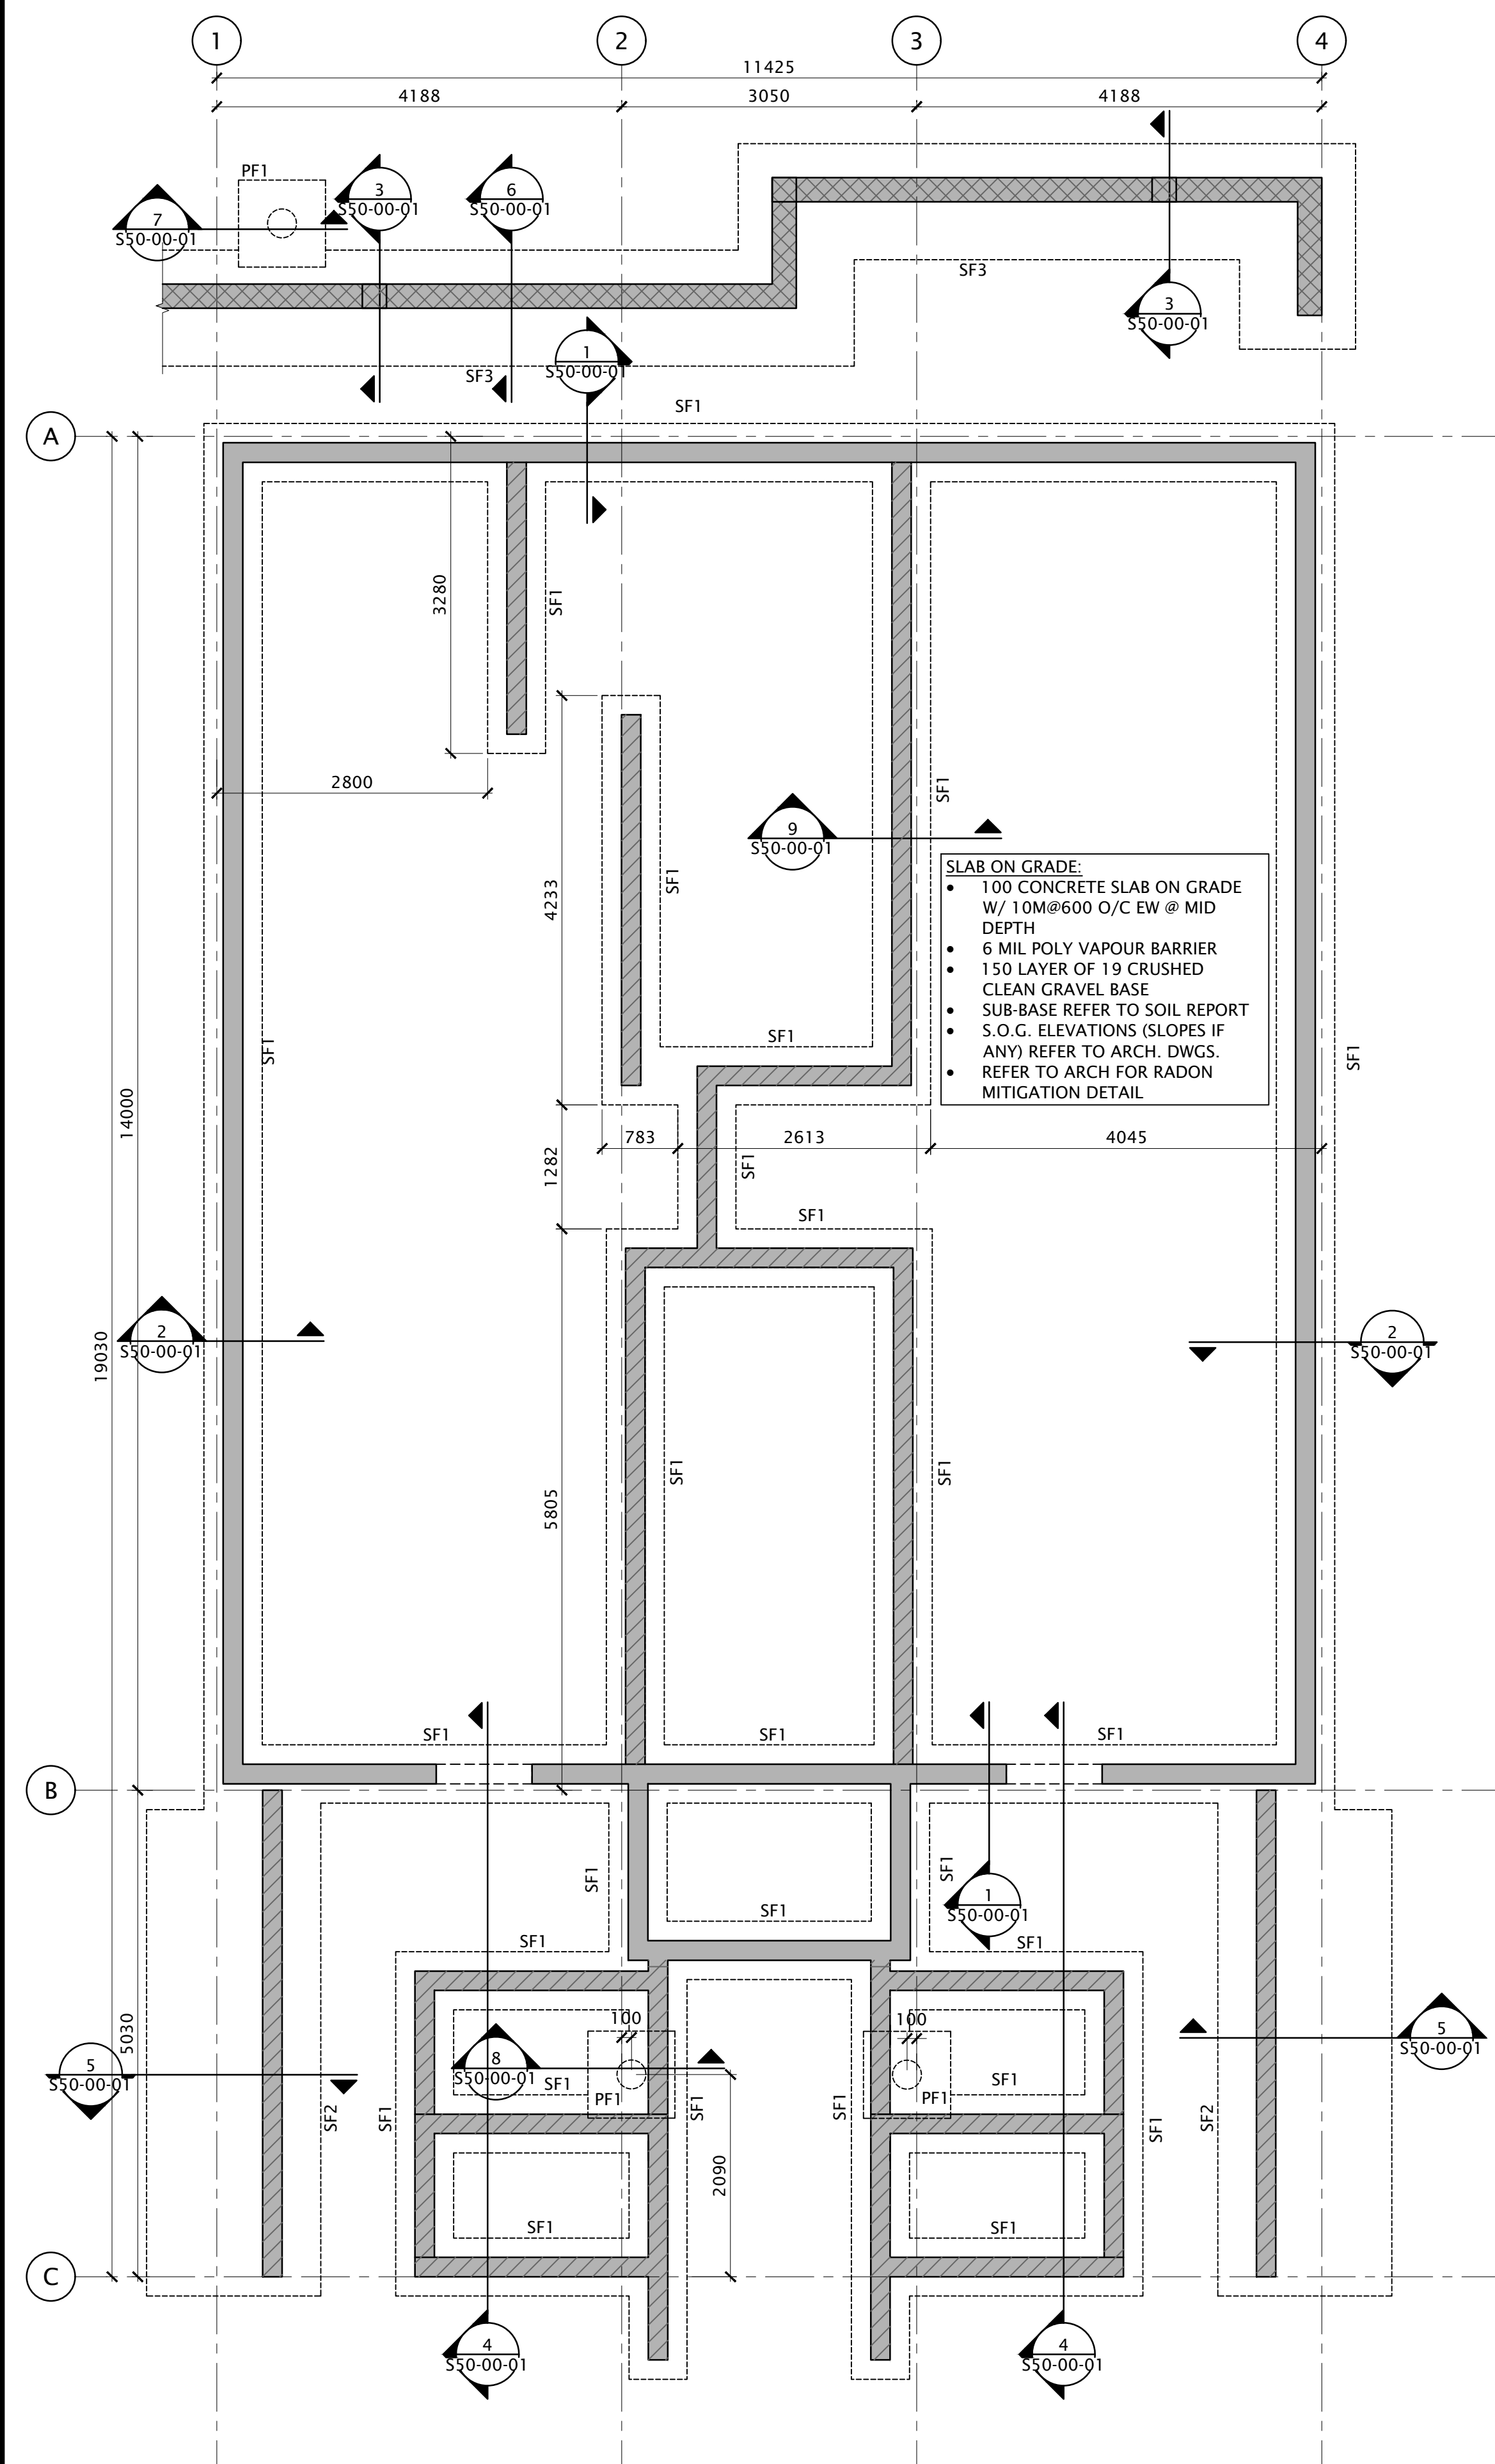 1
2
3
4
11425
4188
3050
4188
PF1
3
S50-00-01
6
S50-00-01
7
S50-00-01
SF3
3
S50-00-01
1
S50-00-01
SF3
SF1
A
3280
SF1
2800
SF1
9
S50-00-01
SF1
4233
SLAB ON GRADE:
• 100 CONCRETE SLAB ON GRADE
W/ 10M@600 O/C EW @ MID
DEPTH
• 6 MIL POLY VAPOUR BARRIER
• 150 LAYER OF 19 CRUSHED
CLEAN GRAVEL BASE
• SUB-BASE REFER TO SOIL REPORT
• S.O.G. ELEVATIONS (SLOPES IF
ANY) REFER TO ARCH. DWGS.
• REFER TO ARCH FOR RADON
MITIGATION DETAIL
SF1
SF1
SF1
14000
783
2613
4045
1282
SF1
SF1
19030
2
S50-00-01
2
S50-00-01
5805
SF1
SF1
SF1
SF1
SF1
B
SF1
SF1
1
S50-00-01
SF1
SF1
SF1
5030
100
100
5
S50-00-01
8
S50-00-01
SF1
PF1
SF1
PF1
5
S50-00-01
SF2
SF1
SF1
SF1
SF1
SF2
2090
SF1
SF1
C
4
S50-00-01
4
S50-00-01